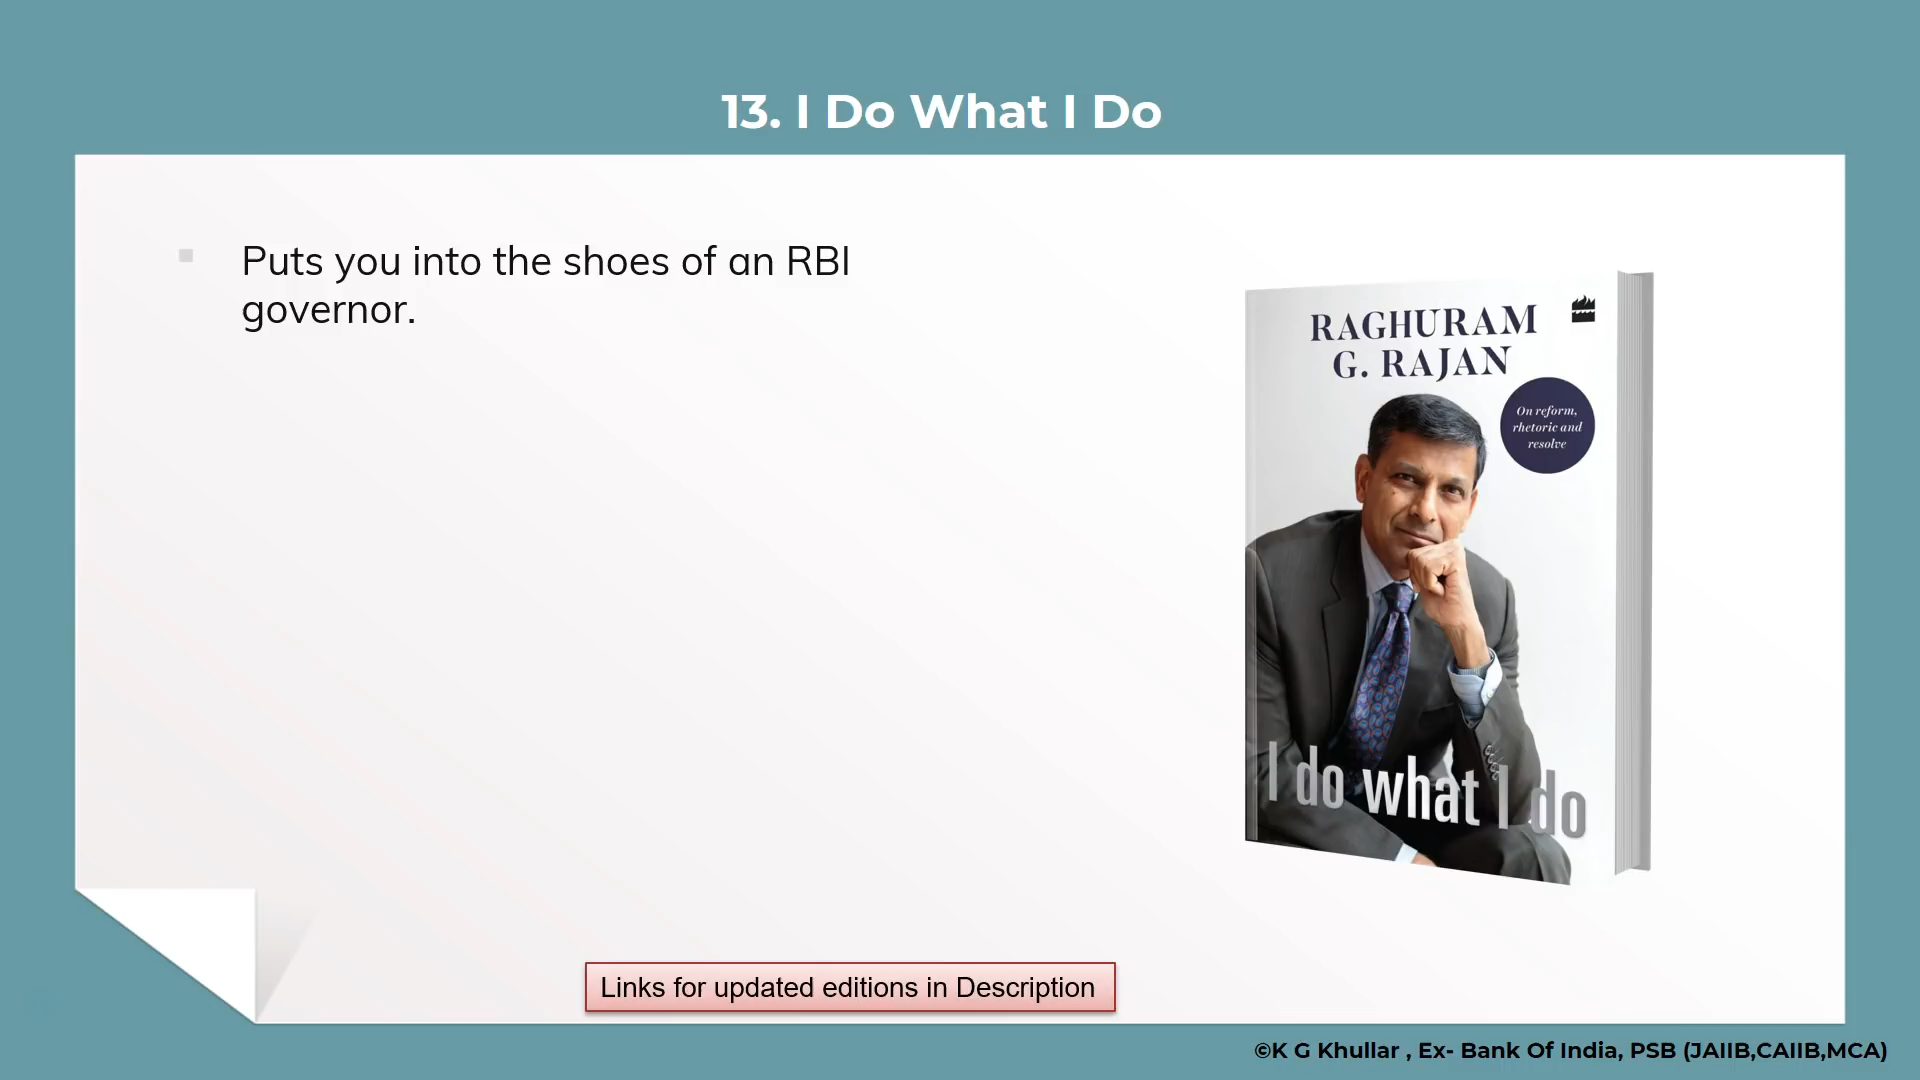 13. I Do What I Do
Puts you into the shoes of an RBI
governor.
RAGHURAM
G. RAJAN
On reform,
rhetoric and
resolve
I do what I do
Links for updated editions in Description
©K G Khullar , Ex- Bank Of India, PSB (JAIIB,CAIIB,MCA)